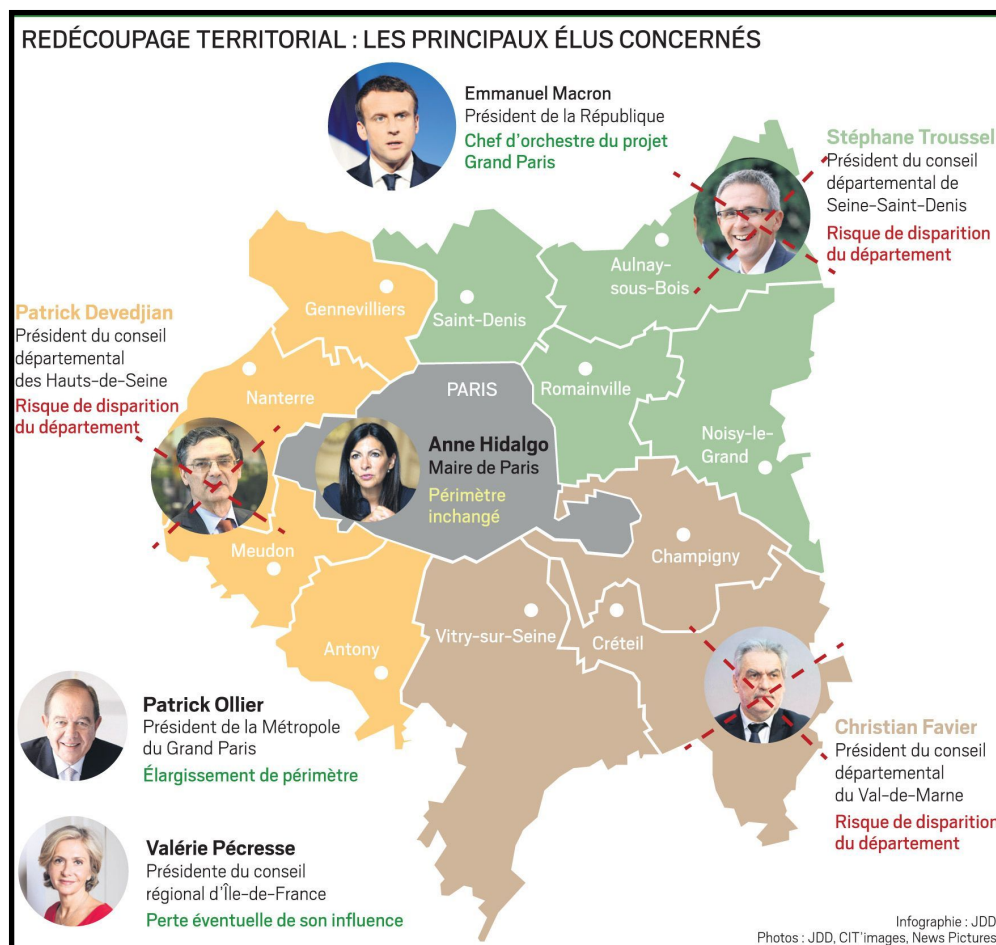 REDÉCOUPAGE TERRITORIAL : LES PRINCIPAUX ÉLUS CONCERNÉS
Emmanuel Macron
Président de la République
Chef d'orchestre du projet
Grand Paris
Stéphane Troussel
Président du conseil
départemental de
Seine-Saint-Denis
Risque de disparition
du département
Patrick Devedjian
Président du conseil
départemental
des Hauts-de-Seine
Risque de disparition
du département
Gennevilliers
Saint-Denis
Aulnay-
sous-Bois
Nanterre
PARIS
Romainville
Noisy-le-
Grand
Anne Hidalgo
Maire de Paris
Périmètre
inchangé
Meudon
Champigny
Antony
Vitry-sur-Seine
Créteil
Patrick Ollier
Président de la Métropole
du Grand Paris
Élargissement de périmètre
Christian Favier
Président du conseil
départemental
du Val-de-Marne
Risque de disparition
du département
Valérie Pécresse
Présidente du conseil
régional d'Île-de-France
Perte éventuelle de son influence
Infographie : JDD
Photos : JDD, CIT'images, News Pictures